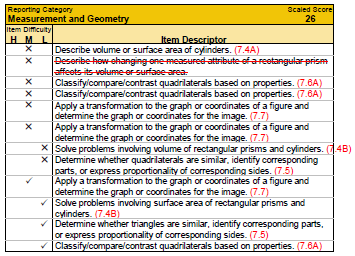 Reporting Category Scaled Score
Measurement and Geometry 26
Item Difficulty
H M L Item Descriptor
✕ Describe volume or surface area of cylinders. (7.4A)
✕ Describe how changing one measured attribute of a rectangular prism
affects its volume or surface area.
✕ Classify/compare/contrast quadrilaterals based on properties. (7.6A)
✕ Classify/compare/contrast quadrilaterals based on properties. (7.6A)
✕ Apply a transformation to the graph or coordinates of a figure and
determine the graph or coordinates for the image. (7.7)
✕ Apply a transformation to the graph or coordinates of a figure and
determine the graph or coordinates for the image. (7.7)
✕ Solve problems involving volume of rectangular prisms and cylinders. (7.4B)
✕ Determine whether quadrilaterals are similar, identify corresponding
parts, or express proportionality of corresponding sides. (7.5)
✓ Apply a transformation to the graph or coordinates of a figure and
determine the graph or coordinates for the image. (7.7)
✓ Solve problems involving surface area of rectangular prisms and
cylinders. (7.4B)
✓ Determine whether triangles are similar, identify corresponding parts,
or express proportionality of corresponding sides. (7.5)
✓ Classify/compare/contrast quadrilaterals based on properties. (7.6A)